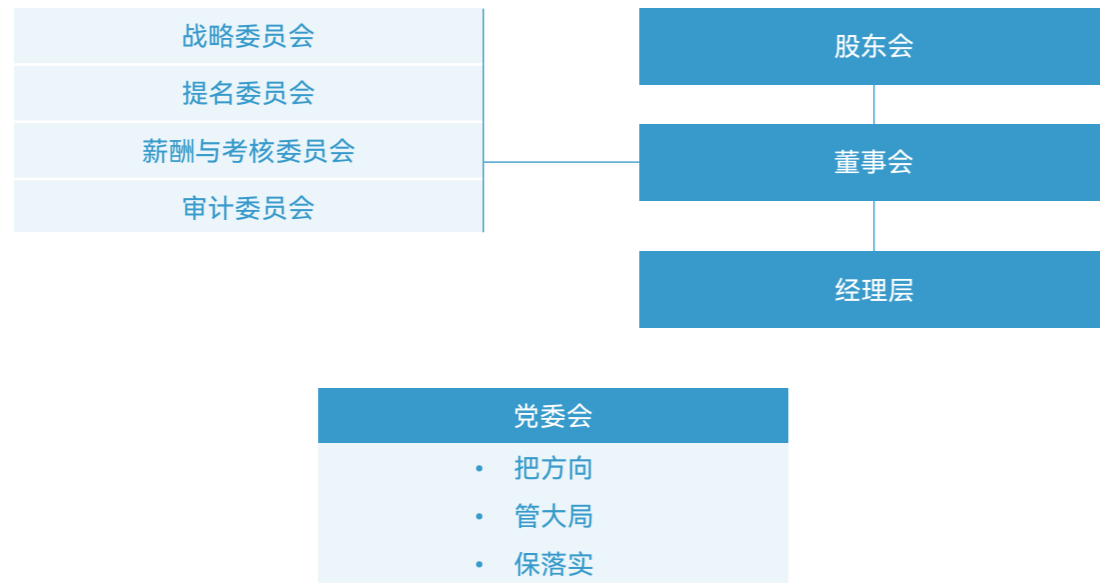 战略委员会
提名委员会
薪酬与考核委员会
审计委员会
股东会
董事会
经理层
党委会
• 把方向
• 管大局
• 保落实